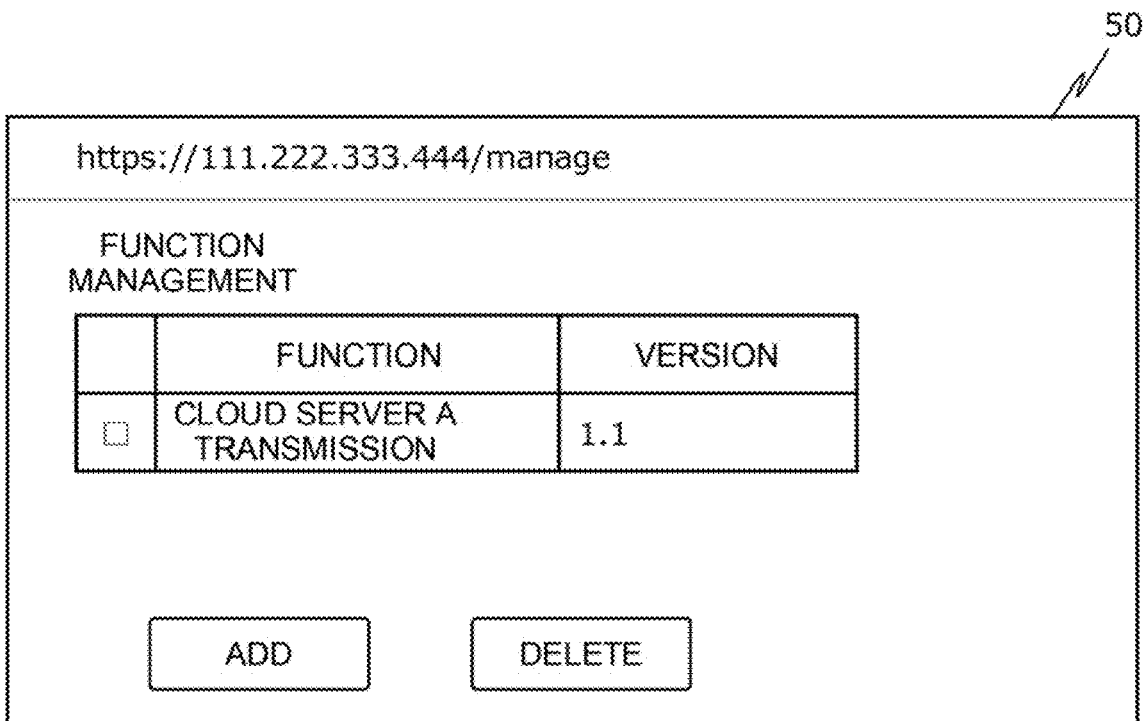 50
https://111.222.333.444/manage
FUNCTION
MANAGEMENT
FUNCTION VERSION
CLOUD SERVER A
TRANSMISSION
1.1
ADD DELETE